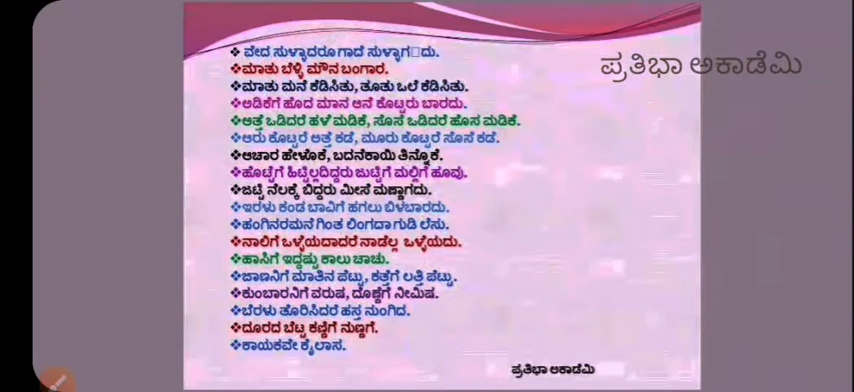 ❖ವೇದ ಸುಳ್ಳಾದರೂ ಗಾದೆ ಸುಳ್ಳಾಗ□ದು.
ಪ್ರತಿಭಾ ಅಕಾಡೆಮಿ
❖ಮಾತು ಬೆಳ್ಳಿ ಮೌನ ಬಂಗಾರ.
❖ಮಾತು ಮನೆ ಕೆಡಿಸಿತು, ತೂತು ಒಲೆ ಕೆಡಿಸಿತು.
❖ಅಡಿಕೆಗೆ ಹೋದ ಮಾನ ಆನೆ ಕೊಟ್ಟರು ಬಾರದು.
❖ಅತ್ತೆ ಒಡಿದರೆ ಹಳೆ ಮಡಿಕೆ, ಸೊಸೆ ಒಡಿದರೆ ಹೊಸ ಮಡಿಕೆ.
❖ಆರು ಕೊಟ್ಟರೆ ಅತ್ತೆ ಕಡೆ, ಮೂರು ಕೊಟ್ಟರೆ ಸೊಸೆ ಕಡೆ.
❖ಆಚಾರ ಹೇಳೊಕೆ, ಬದನೆಕಾಯಿ ತಿನ್ನೊಕೆ.
❖ಹೊಟ್ಟೆಗೆ ಹಿಟ್ಟಿಲ್ಲದಿದ್ದರು ಜುಟ್ಟಿಗೆ ಮಲ್ಲಿಗೆ ಹೂವು.
❖ಜಟ್ಟಿ ನೆಲಕ್ಕೆ ಬಿದ್ದರು ಮೀಸೆ ಮಣ್ಣಾಗದು.
❖ಇರಳು ಕಂಡ ಬಾವಿಗೆ ಹಗಲು ಬಿಳಬಾರದು.
❖ಹಂಗಿನರಮನೆ ಗಿಂತ ಲಿಂಗದಾ ಗುಡಿ ಲೆಸು.
❖ನಾಲಿಗೆ ಒಳ್ಳೆಯದಾದರೆ ನಾಡೆಲ್ಲ ಒಳ್ಳೆಯದು.
❖ಹಾಸಿಗೆ ಇದ್ದಷ್ಟು ಕಾಲು ಚಾಚು.
❖ಜಾಣನಿಗೆ ಮಾತಿನ ಪೆಟ್ಟು, ಕತ್ತೆಗೆ ಲತ್ತಿ ಪೆಟ್ಟು.
❖ಕುಂಬಾರನಿಗೆ ವರುಷ, ದೊಣ್ಣೆಗೆ ನಿಮಿಷ.
❖ಬೆರಳು ತೊರಿಸಿದರೆ ಹಸ್ತ ನುಂಗಿದ.
❖ದೂರದ ಬೆಟ್ಟ ಕಣ್ಣಿಗೆ ನುಣ್ಣಗೆ.
❖ಕಾಯಕವೇ ಕೈಲಾಸ.
ಪ್ರತಿಭಾ ಅಕಾಡೆಮಿ